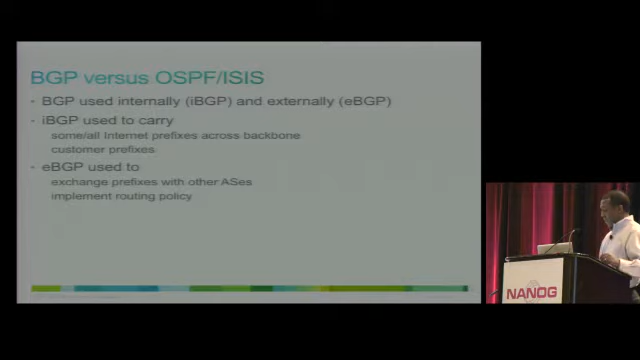 BGP versus OSPF/ISIS
- BGP used internally (iBGP) and externally (eBGP)
- iBGP used to carry
some/all Internet prefixes across backbone
customer prefixes
- eBGP used to
exchange prefixes with other ASes
implement routing policy
NANOG